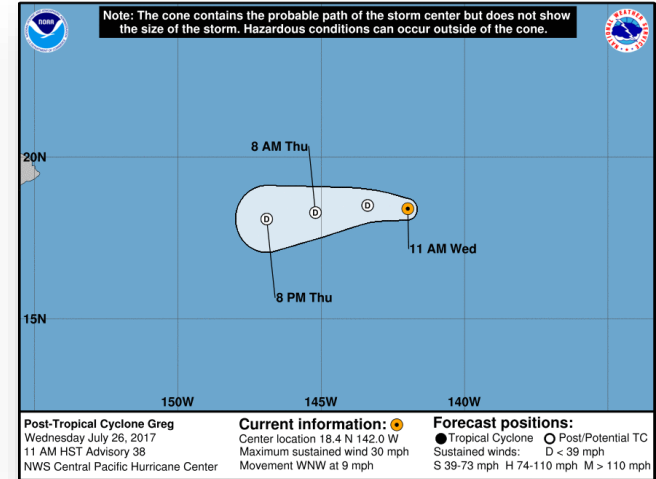 Note: The cone contains the probable path of the storm center but does not show
the size of the storm. Hazardous conditions can occur outside of the cone.
NOAA
NATIONAL WEATHER SERVICE
8 AM Thu
20N
D
D
D
11 AM Wed
8 PM Thu
15N
150W
145W
140W
Post-Tropical Cyclone Greg
Wednesday July 26, 2017
11 AM HST Advisory 38
NWS Central Pacific Hurricane Center
Current information:
Center location 18.4 N 142.0 W
Maximum sustained wind 30 mph
Movement WNW at 9 mph
Forecast positions:
Tropical Cyclone Post/Potential TC
Sustained winds: D < 39 mph
S 39-73 mph H 74-110 mph M > 110 mph